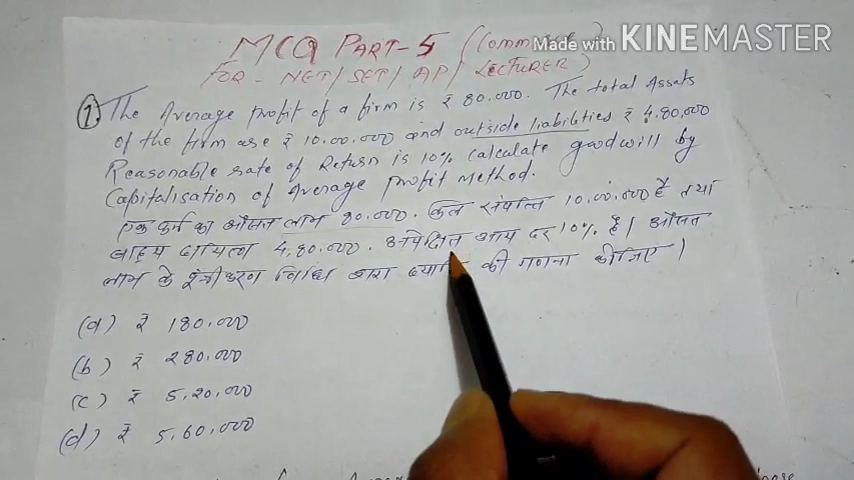 MCQ PART-5 (Commerce)
Made with KINEMASTER
FOR - NET/SET/AP/LECTURER)
1 The Average profit of a firm is ₹ 80,000. The total Assets
of the firm are ₹ 10,00,000 and outside liabilities ₹ 4,80,000
Reasonable rate of Return is 10% Calculate goodwill by
Capitalisation of Average profit Method.
एक फर्म का औसत लाभ 80,000. कुल संपत्ति 10,00,000 है तथा
बाह्य दायित्व 4,80,000. अपेक्षित आय दर 10% है। औसत
लाभ के पूंजीकरण विधि द्वारा ख्याति की गणना कीजिए।
(a) ₹ 180,000
(b) ₹ 280,000
(c) ₹ 5,20,000
(d) ₹ 5,60,000